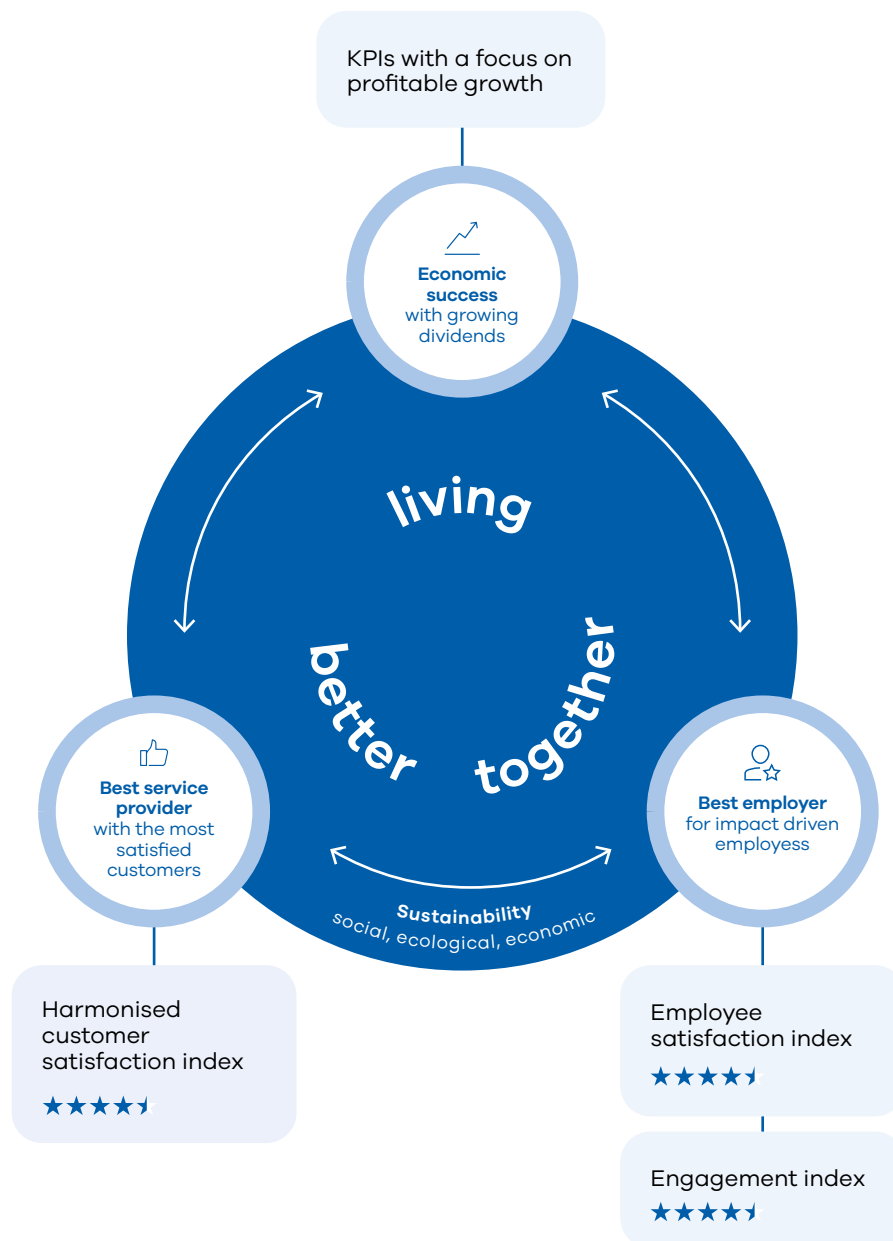 KPIs with a focus on
profitable growth
Economic
success
with growing
dividends
living
better
together
Best service
provider
with the most
satisfied
customers
Best employer
for impact driven
employess
Sustainability
social, ecological, economic
Harmonised
customer
satisfaction index
Employee
satisfaction index
Engagement index